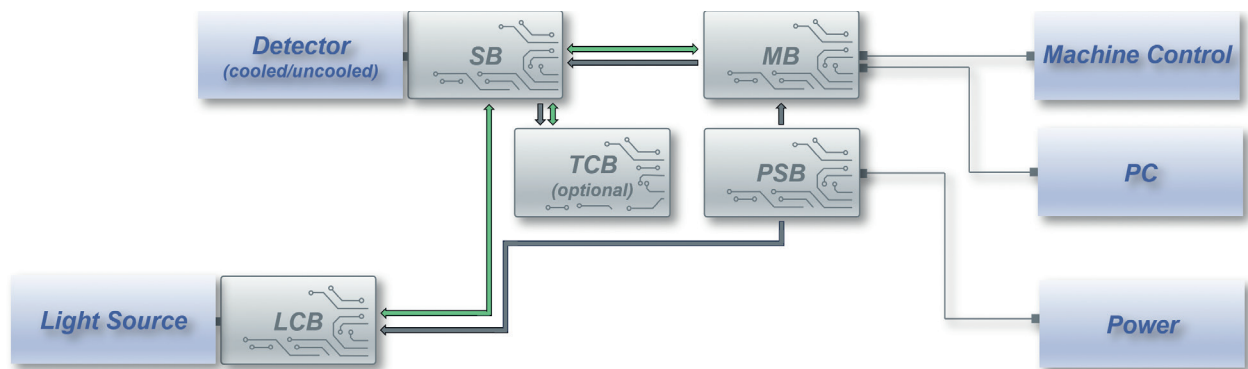 Detector
(cooled/uncooled)
SB
MB
Machine Control
TCB
(optional)
PSB
PC
Light Source
LCB
Power